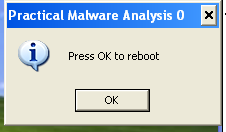 Practical Malware Analysis 0
Press OK to reboot
OK